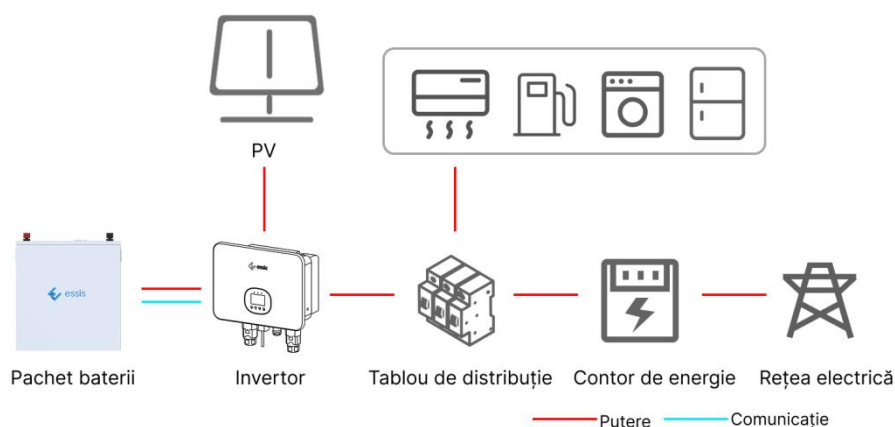 PV
essis
essis
Pachet baterii
Invertor
Tablou de distribuție
Contor de energie
Rețea electrică
Putere
Comunicație